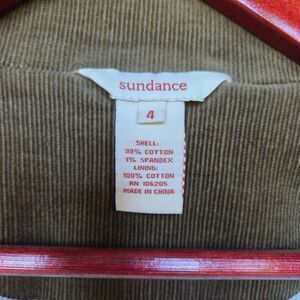 sundance
4
SHELL:
99% COTTON
1% SPANDEX
LINING:
100% COTTON
RN 106205
MADE IN CHINA